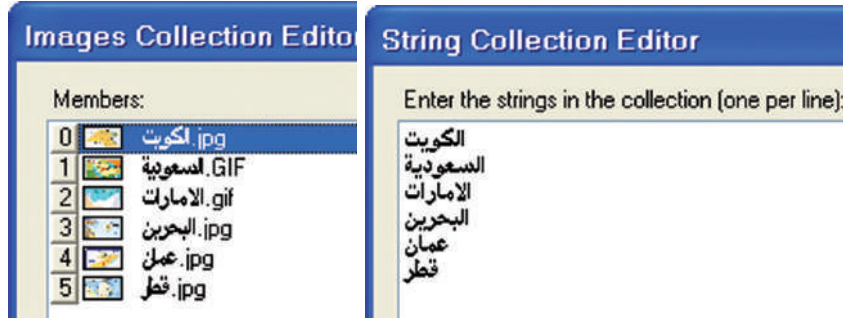 Images Collection Editor
Members:
0 الكويت.jpg
1 السعودية.GIF
2 الامارات.gif
3 البحرين.jpg
4 عمان.jpg
5 قطر.jpg
String Collection Editor
Enter the strings in the collection (one per line):
الكويت
السعودية
الامارات
البحرين
عمان
قطر